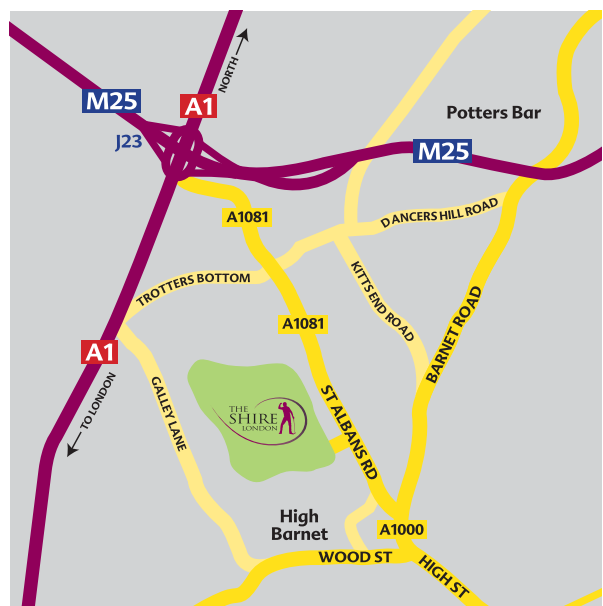 NORTH
M25
A1
J23
Potters Bar
M25
A1081
DANCERS HILL ROAD
TROTTERS BOTTOM
KITTS END ROAD
A1081
BARNET ROAD
A1
TO LONDON
GALLEY LANE
THE
SHIRE
LONDON
ST ALBANS RD
High
Barnet
A1000
WOOD ST
HIGH ST